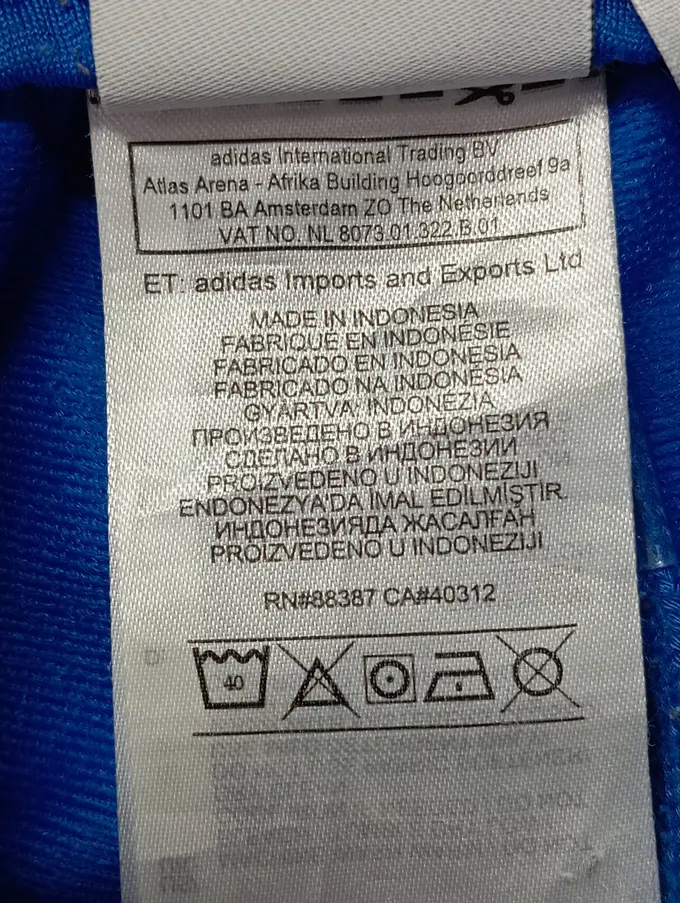 adidas International Trading BV
Atlas Arena - Afrika Building Hoogoorddreef 9a
1101 BA Amsterdam ZO The Netherlands
VAT NO. NL 8073.01.322.B.01
ET: adidas Imports and Exports Ltd
MADE IN INDONESIA
FABRIQUE EN INDONÉSIE
FABRICADO EN INDONESIA
FABRICADO NA INDONESIA
GYÁRTVA: INDONÉZIA
ПРОИЗВЕДЕНО В ИНДОНЕЗИЯ
СДЕЛАНО В ИНДОНЕЗИИ
PROIZVEDENO U INDONEZIJI
ENDONEZYA'DA İMAL EDİLMİŞTİR.
ИНДОНЕЗИЯДА ЖАСАЛҒАН
PROIZVEDENO U INDONEZIJI
RN#88387 CA#40312
40